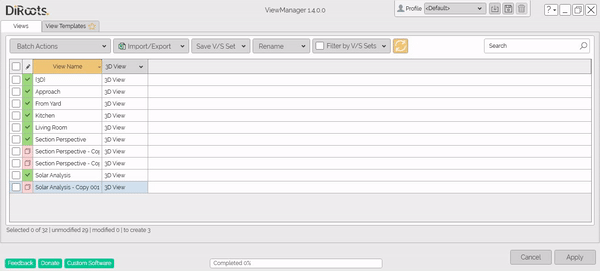 DiRoots.
ViewManager 1.4.0.0
Profile <Default>
? -
Views
View Templates
Batch Actions
Import/Export
Save V/S Set
Rename
Filter by V/S Sets
Search
View Name
3D View
{3D} 3D View
Approach 3D View
From Yard 3D View
Kitchen 3D View
Living Room 3D View
Section Perspective 3D View
Section Perspective - Cop 3D View
Section Perspective - Cop 3D View
Solar Analysis 3D View
Solar Analysis - Copy 001 3D View
Selected 0 of 32 | unmodified 29 | modified 0 | to create 3
Feedback
Donate
Custom Software
Completed 0%
Cancel
Apply